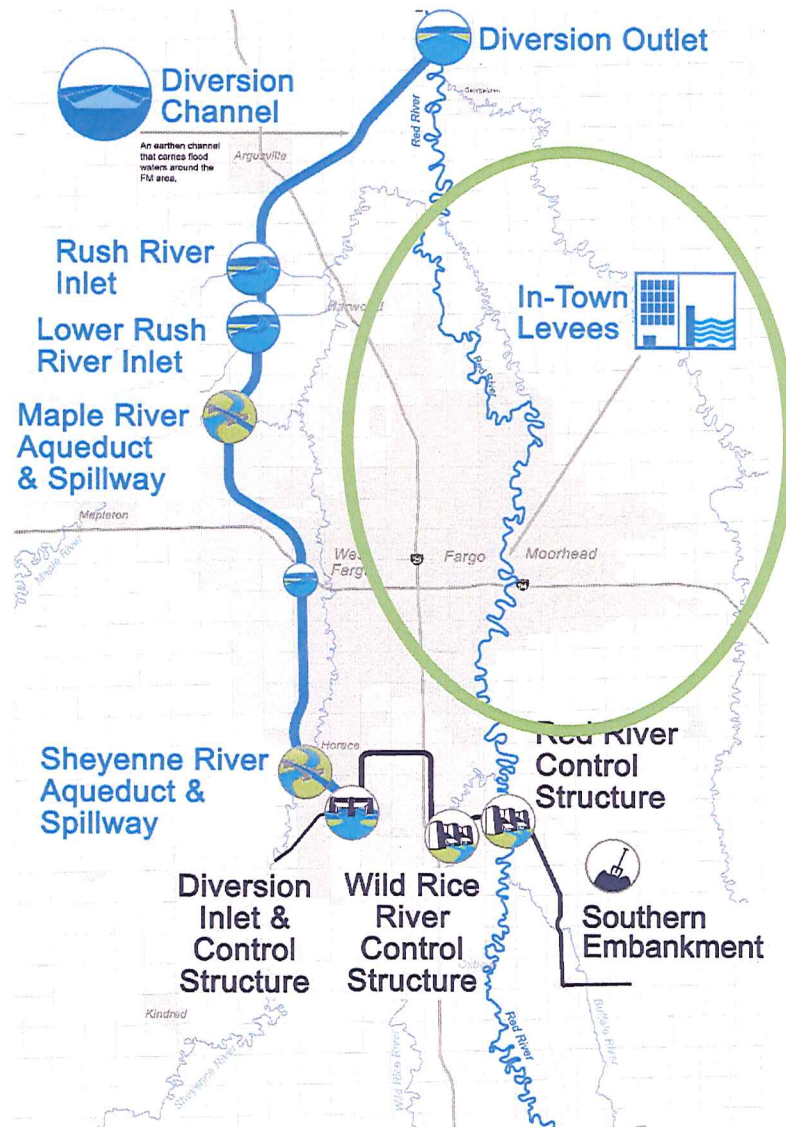 Diversion Outlet
Diversion
Channel
An earthen channel
that carries flood
waters around the
FM area.
Argusville
Red River
Georgetown
Rush River
Inlet
In-Town
Levees
Lower Rush
River Inlet
Harwood
Red River
Maple River
Aqueduct
& Spillway
Mapleton
Maple River
West
Fargo
Fargo
Moorhead
Sheyenne River
Aqueduct &
Spillway
Horace
Red River
Control
Structure
Diversion
Inlet &
Control
Structure
Wild Rice
River
Control
Structure
Southern
Embankment
Kindred
Sheyenne River
Wild Rice River
Red River
Buffalo River